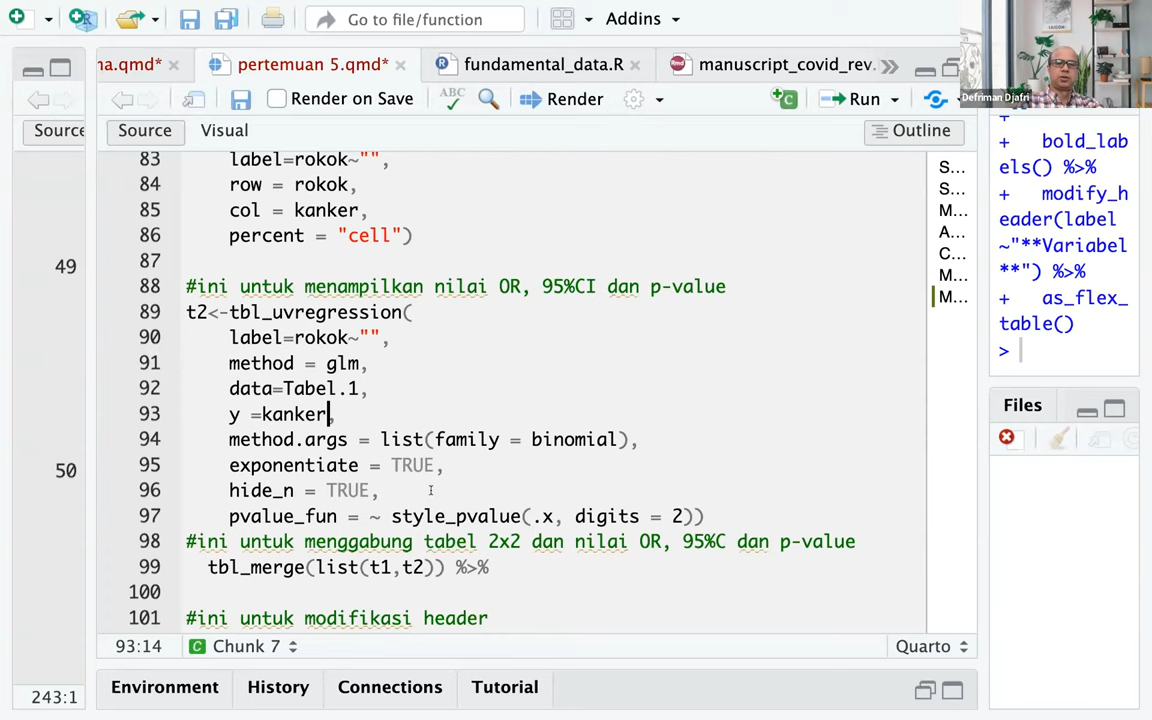 Go to file/function
Addins
na.qmd*
pertemuan 5.qmd*
fundamental_data.R
manuscript_covid_rev.
Render on Save
ABC
Render
Run
Defriman Djafri
Source
Source
Visual
Outline
83 label=rokok~"",
84 row = rokok,
85 col = kanker,
86 percent = "cell")
87
88 #ini untuk menampilkan nilai OR, 95%CI dan p-value
89 t2<-tbl_uvregression(
90 label=rokok~"",
91 method = glm,
92 data=Tabel.1,
93 y =kanker,
94 method.args = list(family = binomial),
95 exponentiate = TRUE,
96 hide_n = TRUE,
97 pvalue_fun = ~ style_pvalue(.x, digits = 2))
98 #ini untuk menggabung tabel 2x2 dan nilai OR, 95%C dan p-value
99 tbl_merge(list(t1,t2)) %>%
100
101 #ini untuk modifikasi header
49
50
S...
S...
M...
A...
C...
M...
M...
+
+ bold_lab
els() %>%
+ modify_h
eader(label
~"**Variabel
**") %>%
+ as_flex_
table()
>
Files
93:14
Chunk 7
Quarto
243:1
Environment
History
Connections
Tutorial